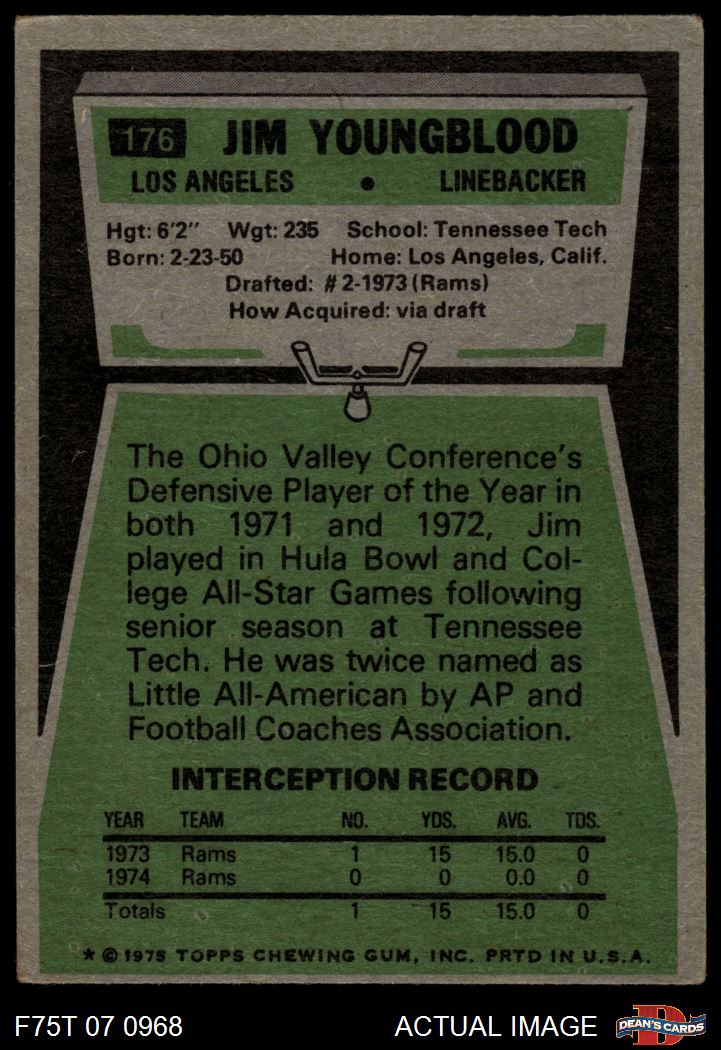 176 JIM YOUNGBLOOD
LOS ANGELES • LINEBACKER
Hgt: 6'2" Wgt: 235 School: Tennessee Tech
Born: 2-23-50 Home: Los Angeles, Calif.
Drafted: #2-1973 (Rams)
How Acquired: via draft
The Ohio Valley Conference's
Defensive Player of the Year in
both 1971 and 1972, Jim
played in Hula Bowl and Col-
lege All-Star Games following
senior season at Tennessee
Tech. He was twice named as
Little All-American by AP and
Football Coaches Association.
INTERCEPTION RECORD
YEAR TEAM NO. YDS. AVG. TDS.
1973 Rams 1 15 15.0 0
1974 Rams 0 0 0.0 0
Totals 1 15 15.0 0
* © 1975 TOPPS CHEWING GUM, INC. PRTD IN U.S.A.
F75T 07 0968 ACTUAL IMAGE D DEAN'S CARDS